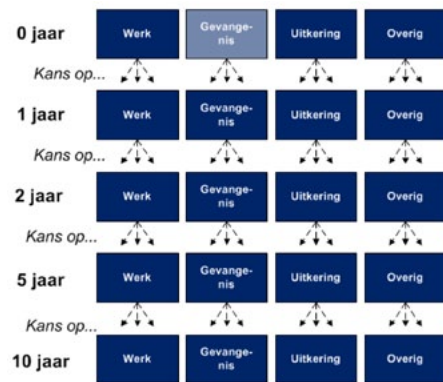 0 jaar Werk Gevange-
nis Uitkering Overig
Kans op...
1 jaar Werk Gevange-
nis Uitkering Overig
Kans op...
2 jaar Werk Gevange-
nis Uitkering Overig
Kans op...
5 jaar Werk Gevange-
nis Uitkering Overig
Kans op...
10 jaar Werk Gevange-
nis Uitkering Overig